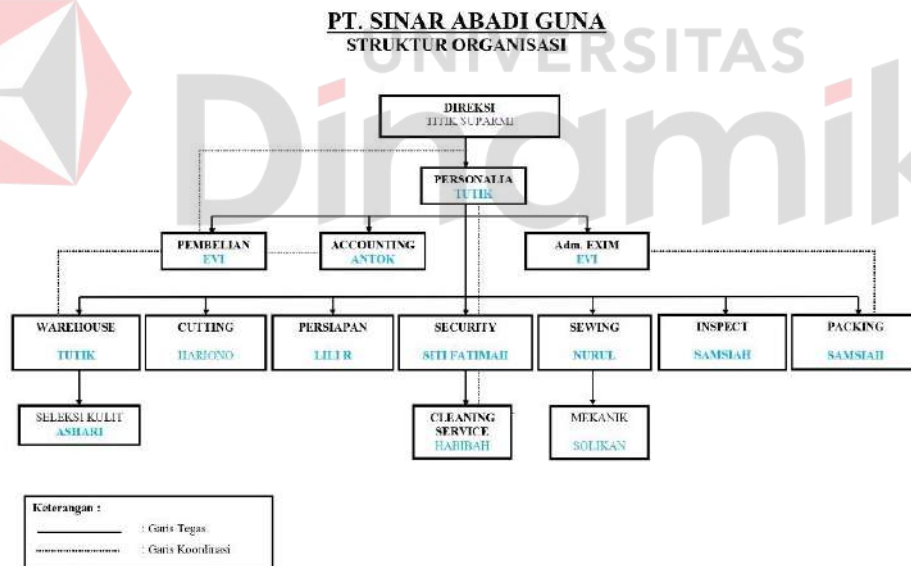 PT. SINAR ABADI GUNA
STRUKTUR ORGANISASI
UNIVERSITAS
Dinamik
DIREKSI
TITIK SUPARMI
PERSONALIA
TUTIK
PEMBELIAN
EVI
ACCOUNTING
ANTOK
Adm. EXIM
EVI
WAREHOUSE
TUTIK
CUTTING
HARIONO
PERSIAPAN
LILI R
SECURITY
SITI FATIMAH
SEWING
NURUL
INSPECT
SAMSIAH
PACKING
SAMSIAH
SELEKSI KULIT
ASHARI
CLEANING
SERVICE
HABIBAH
MEKANIK
SOLIKAN
Keterangan :
: Garis Tegas
: Garis Koordinasi